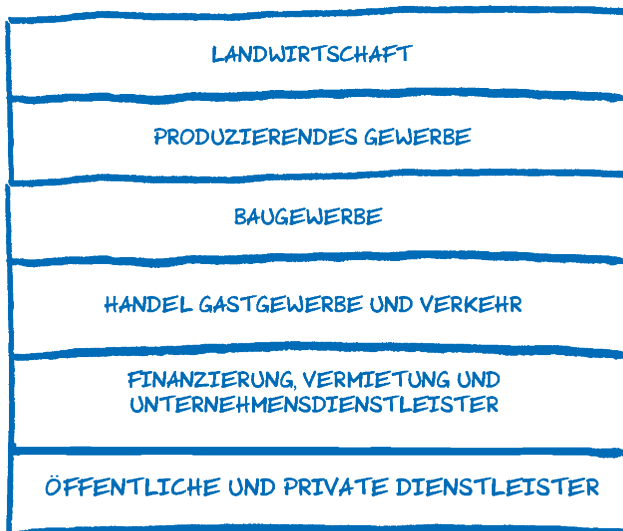 LANDWIRTSCHAFT
PRODUZIERENDES GEWERBE
BAUGEWERBE
HANDEL GASTGEWERBE UND VERKEHR
FINANZIERUNG, VERMIETUNG UND
UNTERNEHMENSDIENSTLEISTER
ÖFFENTLICHE UND PRIVATE DIENSTLEISTER